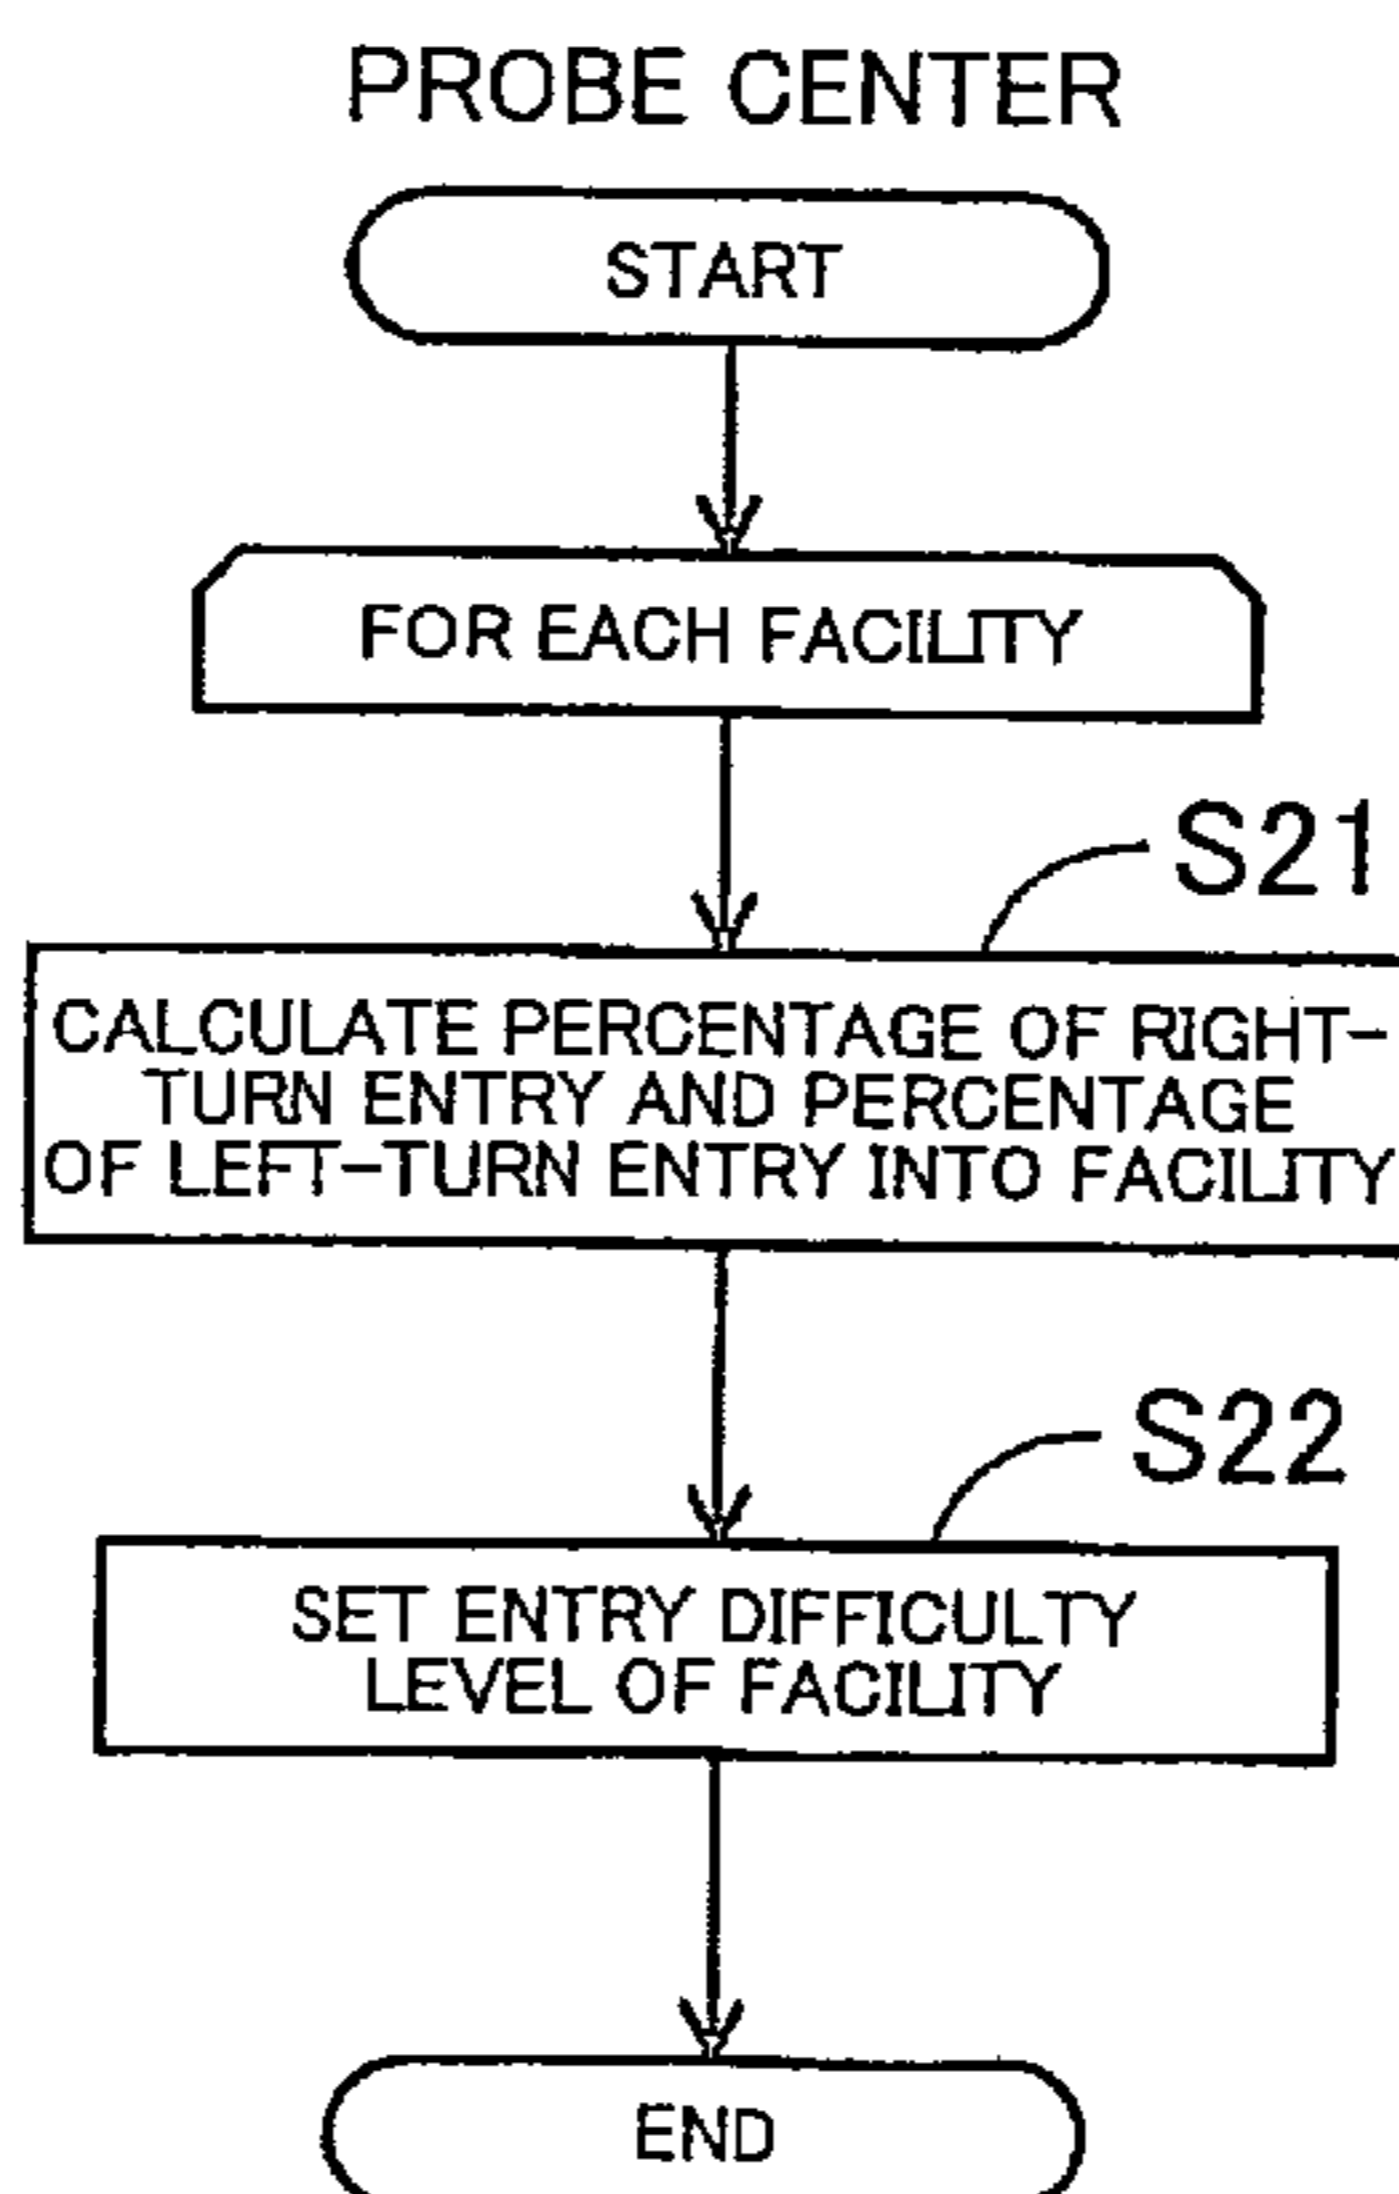 PROBE CENTER
START
FOR EACH FACILITY
S21
CALCULATE PERCENTAGE OF RIGHT-
TURN ENTRY AND PERCENTAGE
OF LEFT-TURN ENTRY INTO FACILITY
S22
SET ENTRY DIFFICULTY
LEVEL OF FACILITY
END